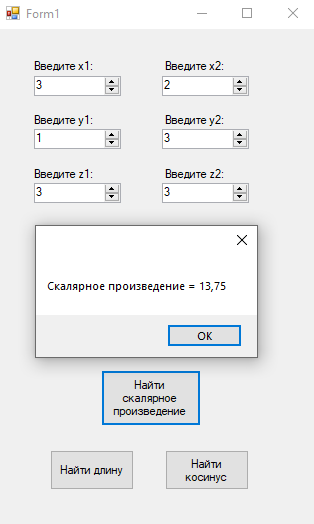 Form1
Введите x1:
Введите x2:
3
2
Введите y1:
Введите y2:
1
3
Введите z1:
Введите z2:
3
3
Скалярное произведение = 13,75
OK
Найти
скалярное
произведение
Найти длину
Найти
косинус